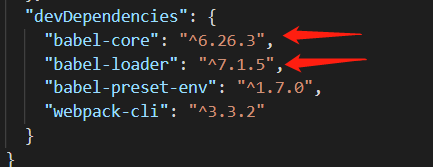 "devDependencies": {
"babel-core": "^6.26.3",
"babel-loader": "^7.1.5",
"babel-preset-env": "^1.7.0",
"webpack-cli": "^3.3.2"
}
}